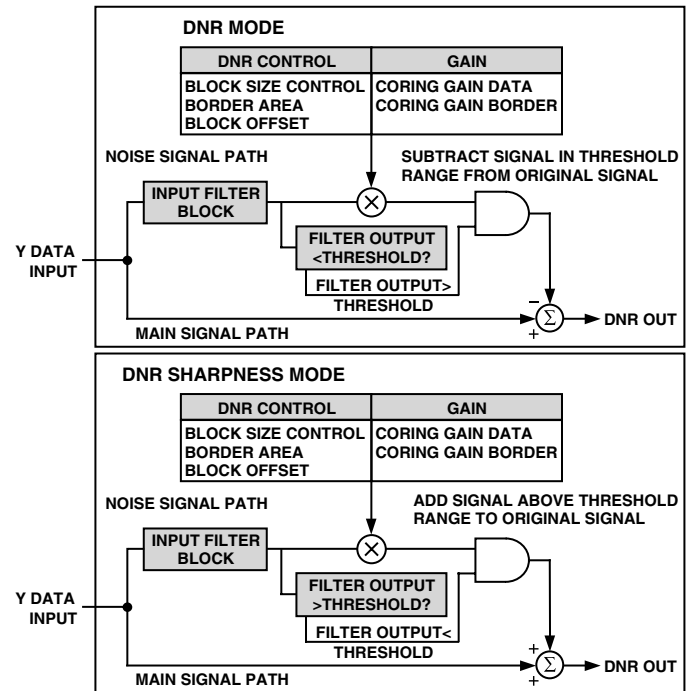 DNR MODE
DNR CONTROL GAIN
BLOCK SIZE CONTROL CORING GAIN DATA
BORDER AREA CORING GAIN BORDER
BLOCK OFFSET
NOISE SIGNAL PATH
SUBTRACT SIGNAL IN THRESHOLD
RANGE FROM ORIGINAL SIGNAL
INPUT FILTER
BLOCK
×
FILTER OUTPUT
<THRESHOLD?
Y DATA
INPUT
FILTER OUTPUT>
THRESHOLD
–
Σ
+
DNR OUT
MAIN SIGNAL PATH
DNR SHARPNESS MODE
DNR CONTROL GAIN
BLOCK SIZE CONTROL CORING GAIN DATA
BORDER AREA CORING GAIN BORDER
BLOCK OFFSET
NOISE SIGNAL PATH
ADD SIGNAL ABOVE THRESHOLD
RANGE TO ORIGINAL SIGNAL
INPUT FILTER
BLOCK
×
FILTER OUTPUT
>THRESHOLD?
Y DATA
INPUT
FILTER OUTPUT<
THRESHOLD
+
Σ
+
DNR OUT
MAIN SIGNAL PATH